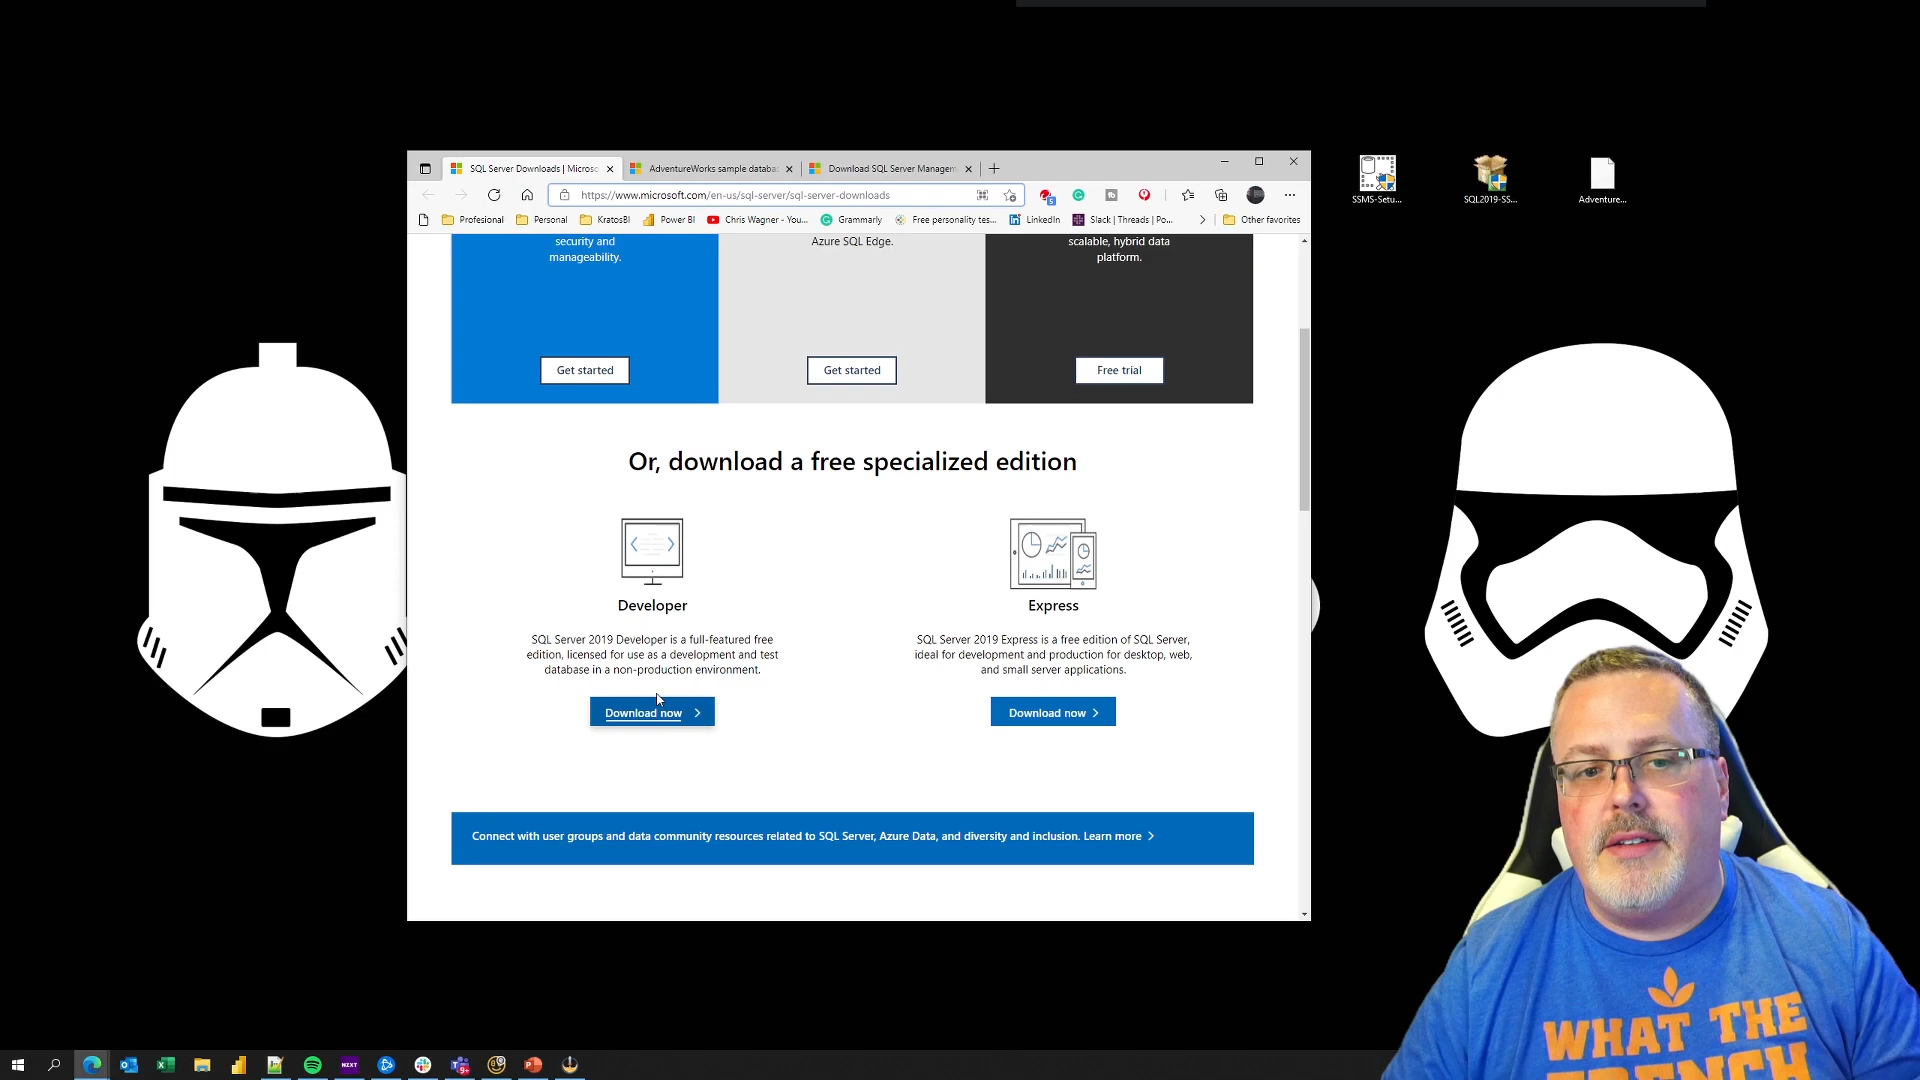 SQL Server Downloads | Microso
AdventureWorks sample databa
Download SQL Server Managem
https://www.microsoft.com/en-us/sql-server/sql-server-downloads
Profesional
Personal
KratosBI
Power BI
Chris Wagner - You...
Grammarly
Free personality tes...
LinkedIn
Slack | Threads | Po...
Other favorites
SSMS-Setu...
SQL2019-SS...
Adventure...
security and
manageability.
Azure SQL Edge.
scalable, hybrid data
platform.
Get started
Get started
Free trial
Or, download a free specialized edition
Developer
SQL Server 2019 Developer is a full-featured free
edition, licensed for use as a development and test
database in a non-production environment.
Download now
Express
SQL Server 2019 Express is a free edition of SQL Server,
ideal for development and production for desktop, web,
and small server applications.
Download now
Connect with user groups and data community resources related to SQL Server, Azure Data, and diversity and inclusion. Learn more
WHAT THE
FRENCH
NZXT
9+